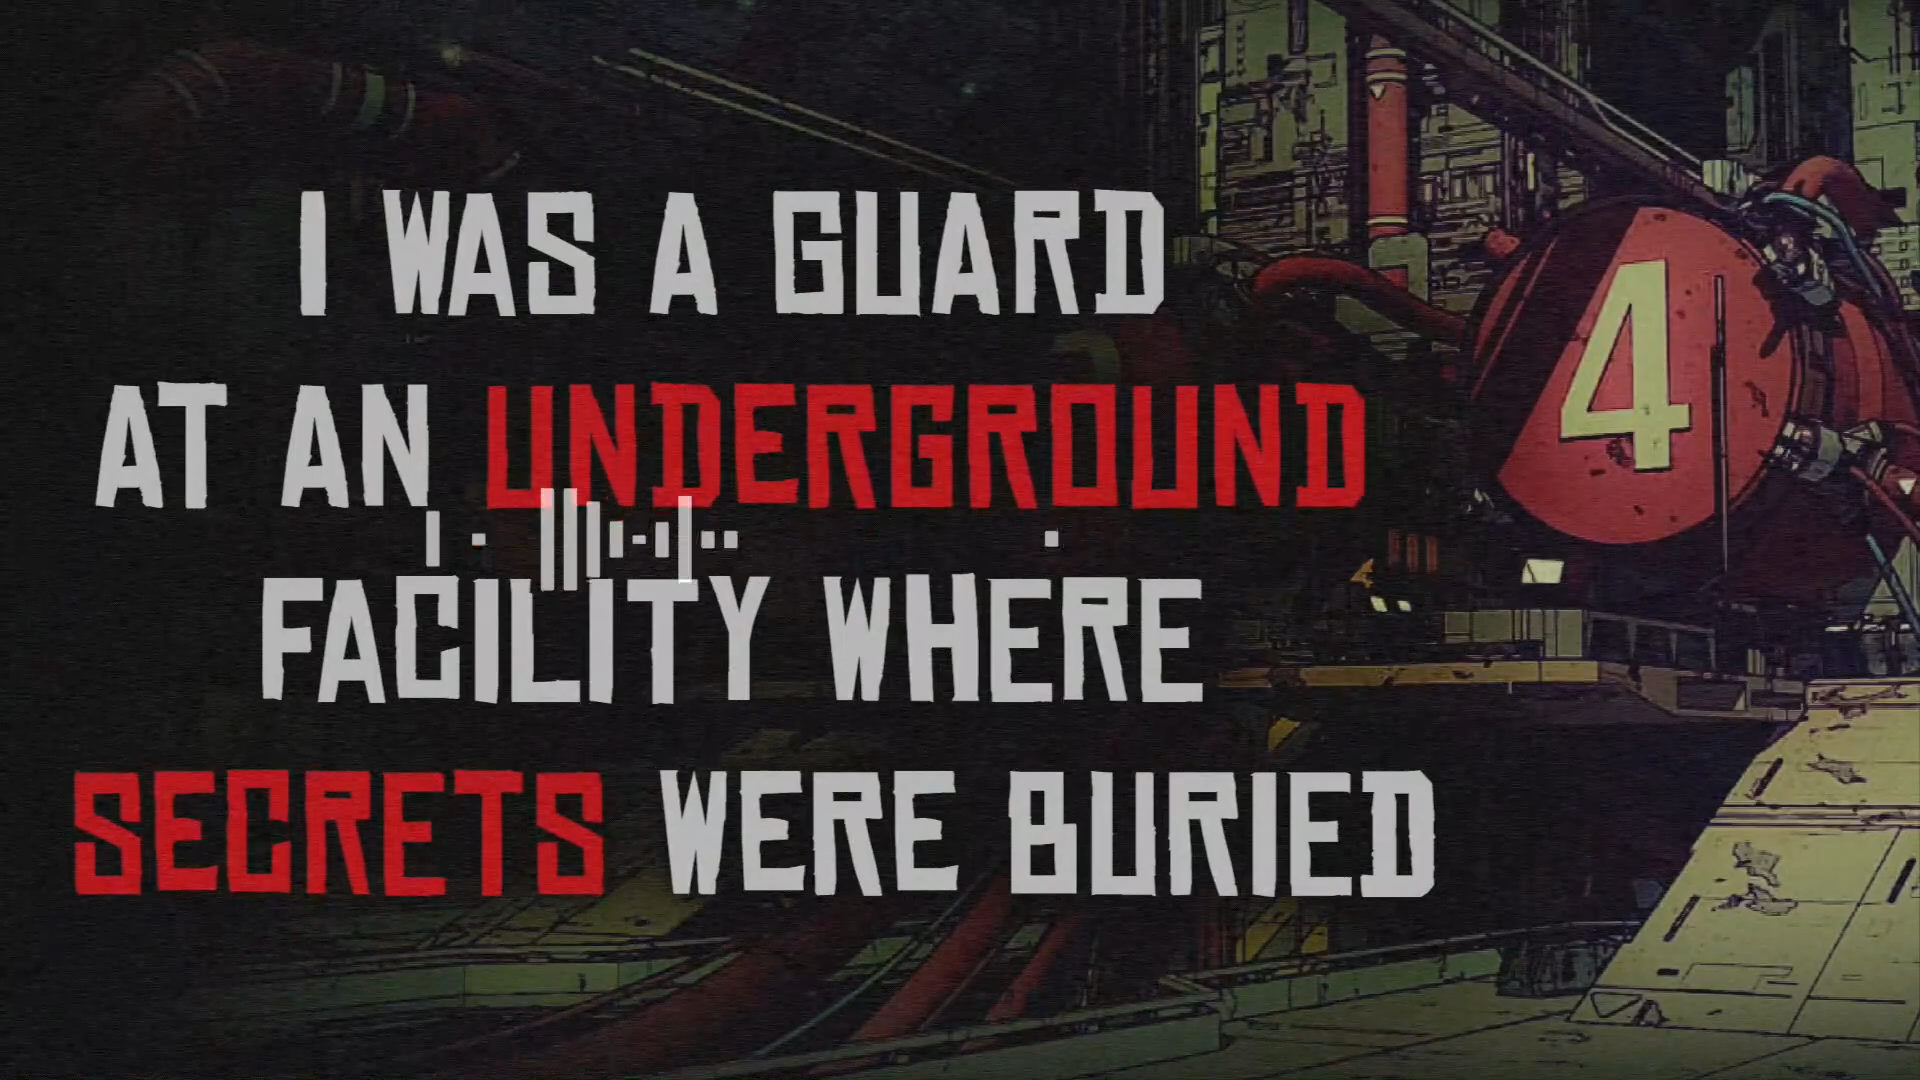 I WAS A GUARD
AT AN UNDERGROUND
FACILITY WHERE
SECRETS WERE BURIED
4